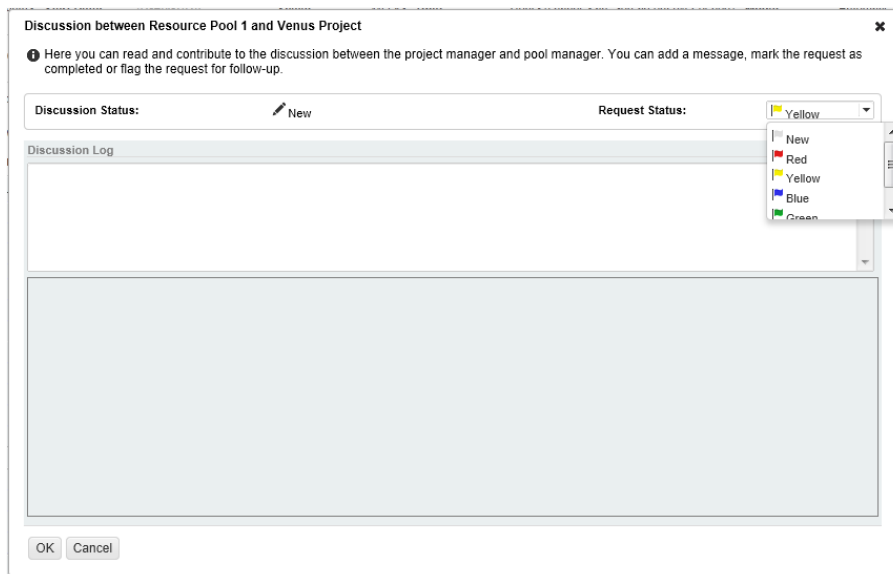 Discussion between Resource Pool 1 and Venus Project
Here you can read and contribute to the discussion between the project manager and pool manager. You can add a message, mark the request as
completed or flag the request for follow-up.
Discussion Status: New Request Status: Yellow
New
Red
Yellow
Blue
Green
Discussion Log
OK Cancel